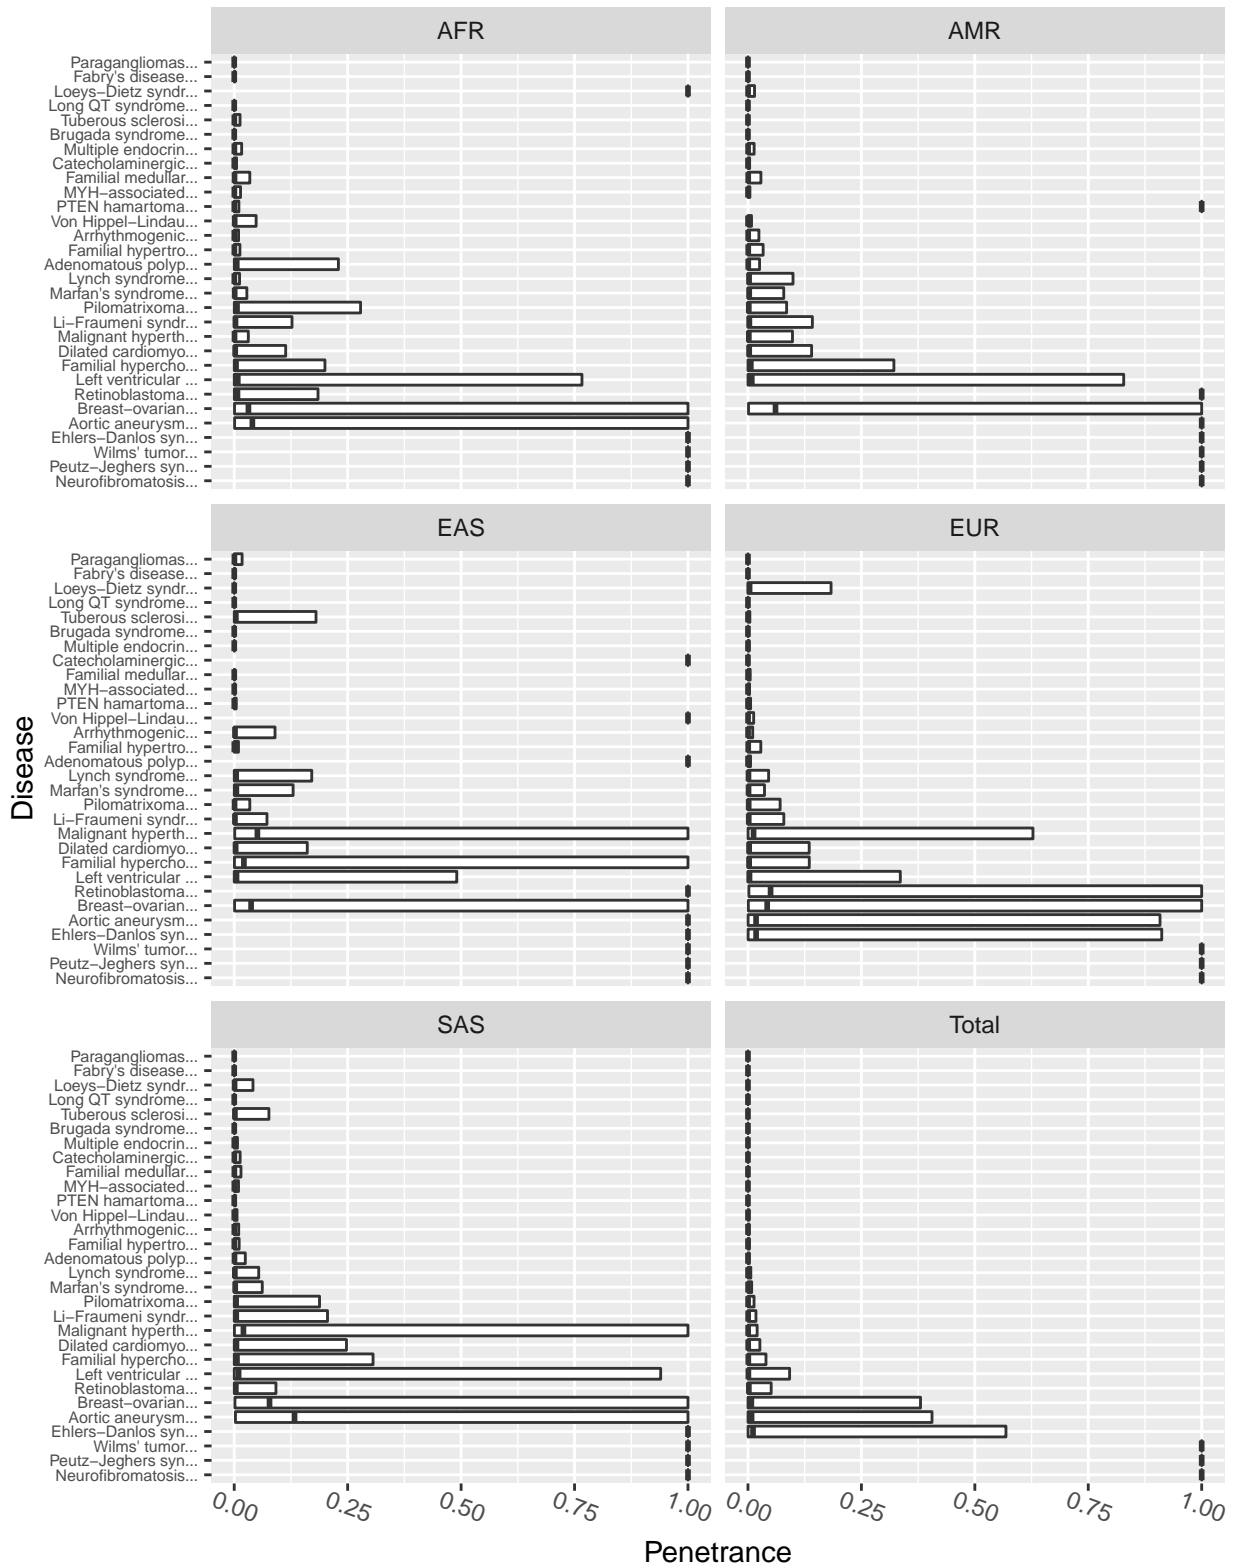 AFR
AMR
Paragangliomas...
Fabry's disease...
Loeys−Dietz syndr...
Long QT syndrome...
Tuberous sclerosi...
Brugada syndrome...
Multiple endocrin...
Catecholaminergic...
Familial medullar...
MYH−associated...
PTEN hamartoma...
Von Hippel−Lindau...
Arrhythmogenic...
Familial hypertro...
Adenomatous polyp...
Lynch syndrome...
Marfan's syndrome...
Pilomatrixoma...
Li−Fraumeni syndr...
Malignant hyperth...
Dilated cardiomyo...
Familial hypercho...
Left ventricular ...
Retinoblastoma...
Breast−ovarian...
Aortic aneurysm...
Ehlers−Danlos syn...
Wilms' tumor...
Peutz−Jeghers syn...
Neurofibromatosis...
EAS
EUR
Paragangliomas...
Fabry's disease...
Loeys−Dietz syndr...
Long QT syndrome...
Tuberous sclerosi...
Brugada syndrome...
Multiple endocrin...
Catecholaminergic...
Familial medullar...
MYH−associated...
PTEN hamartoma...
Von Hippel−Lindau...
Arrhythmogenic...
Familial hypertro...
Adenomatous polyp...
Lynch syndrome...
Marfan's syndrome...
Pilomatrixoma...
Li−Fraumeni syndr...
Malignant hyperth...
Dilated cardiomyo...
Familial hypercho...
Left ventricular ...
Retinoblastoma...
Breast−ovarian...
Aortic aneurysm...
Ehlers−Danlos syn...
Wilms' tumor...
Peutz−Jeghers syn...
Neurofibromatosis...
Disease
SAS
Total
Paragangliomas...
Fabry's disease...
Loeys−Dietz syndr...
Long QT syndrome...
Tuberous sclerosi...
Brugada syndrome...
Multiple endocrin...
Catecholaminergic...
Familial medullar...
MYH−associated...
PTEN hamartoma...
Von Hippel−Lindau...
Arrhythmogenic...
Familial hypertro...
Adenomatous polyp...
Lynch syndrome...
Marfan's syndrome...
Pilomatrixoma...
Li−Fraumeni syndr...
Malignant hyperth...
Dilated cardiomyo...
Familial hypercho...
Left ventricular ...
Retinoblastoma...
Breast−ovarian...
Aortic aneurysm...
Ehlers−Danlos syn...
Wilms' tumor...
Peutz−Jeghers syn...
Neurofibromatosis...
0.00 0.25 0.50 0.75 1.00
0.00 0.25 0.50 0.75 1.00
Penetrance